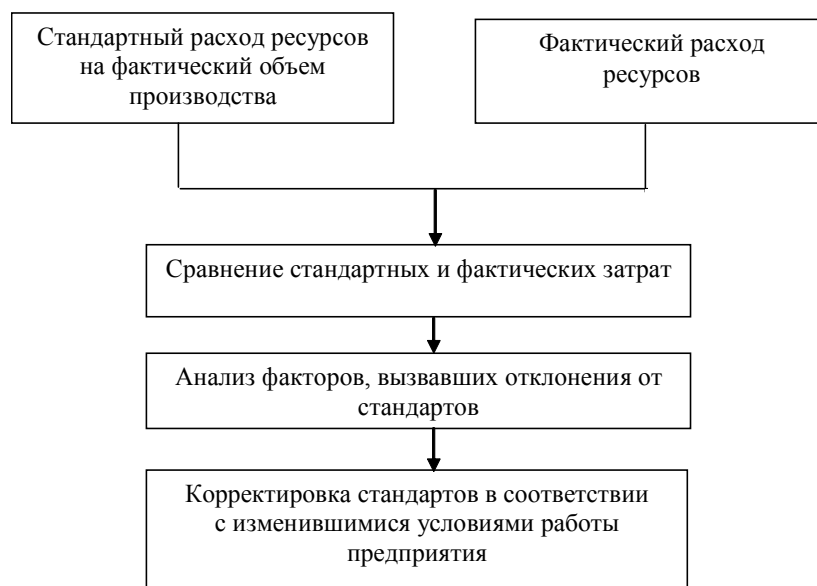 Стандартный расход ресурсов
на фактический объем
производства
Фактический расход
ресурсов
Сравнение стандартных и фактических затрат
Анализ факторов, вызвавших отклонения от
стандартов
Корректировка стандартов в соответствии
с изменившимися условиями работы
предприятия